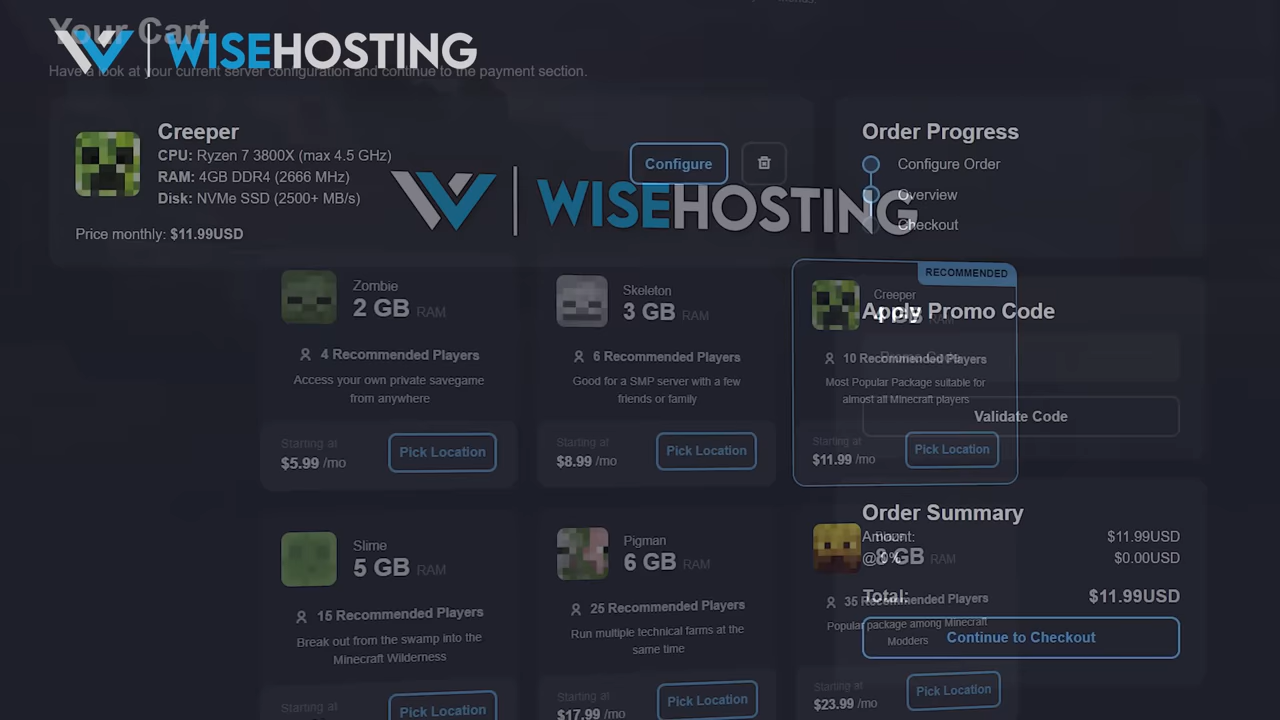 Your Cart
WISEHOSTING
Have a look at your current server configuration and continue to the payment section.
Creeper
CPU: Ryzen 7 3800X (max 4.5 GHz)
RAM: 4GB DDR4 (2666 MHz)
Disk: NVMe SSD (2500+ MB/s)
Price monthly: $11.99USD
Configure
WISEHOSTING
Order Progress
Configure Order
Overview
Checkout
Zombie
2 GB RAM
4 Recommended Players
Access your own private savegame
from anywhere
Starting at
$5.99 /mo
Pick Location
Skeleton
3 GB RAM
6 Recommended Players
Good for a SMP server with a few
friends or family
Starting at
$8.99 /mo
Pick Location
RECOMMENDED
Creeper
4 GB RAM
10 Recommended Players
Most Popular Package suitable for
almost all Minecraft players
Starting at
$11.99 /mo
Pick Location
Apply Promo Code
Promo Code
Validate Code
Slime
5 GB RAM
15 Recommended Players
Break out from the swamp into the
Minecraft Wilderness
Starting at
Pick Location
Pigman
6 GB RAM
25 Recommended Players
Run multiple technical farms at the
same time
Starting at
$17.99 /mo
Pick Location
8 GB RAM
35 Recommended Players
Popular package among Minecraft
Modders
Starting at
$23.99 /mo
Pick Location
Order Summary
Amount: $11.99USD
$0.00USD
Total: $11.99USD
Continue to Checkout